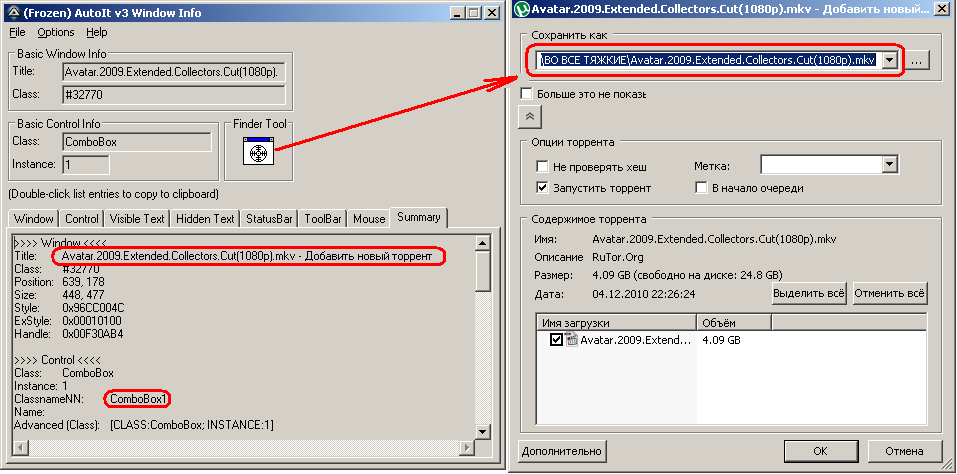 (Frozen) AutoIt v3 Window Info
File Options Help
Basic Window Info
Title: Avatar.2009.Extended.Collectors.Cut(1080p).
Class: #32770
Basic Control Info
Class: ComboBox
Instance: 1
Finder Tool
(Double-click list entries to copy to clipboard)
Window Control Visible Text Hidden Text StatusBar ToolBar Mouse Summary
>>>> Window <<<<
Title: Avatar.2009.Extended.Collectors.Cut(1080p).mkv - Добавить новый торрент
Class: #32770
Position: 639, 178
Size: 448, 477
Style: 0x96CC004C
ExStyle: 0x00010100
Handle: 0x00F30AB4
>>>> Control <<<<
Class: ComboBox
Instance: 1
ClassnameNN: ComboBox1
Name:
Advanced (Class): [CLASS:ComboBox; INSTANCE:1]
Avatar.2009.Extended.Collectors.Cut(1080p).mkv - Добавить новый...
Сохранить как
\ВО ВСЕ ТЯЖКИЕ\Avatar.2009.Extended.Collectors.Cut(1080p).mkv
...
Больше это не показь
Опции торрента
Не проверять хеш
Метка:
Запустить торрент
В начало очереди
Содержимое торрента
Имя: Avatar.2009.Extended.Collectors.Cut(1080p).mkv
Описание RuTor.Org
Размер: 4.09 GB (свободно на диске: 24.8 GB)
Дата: 04.12.2010 22:26:24
Выделить всё Отменить всё
Имя загрузки Объём
Avatar.2009.Extend... 4.09 GB
Дополнительно OK Отмена